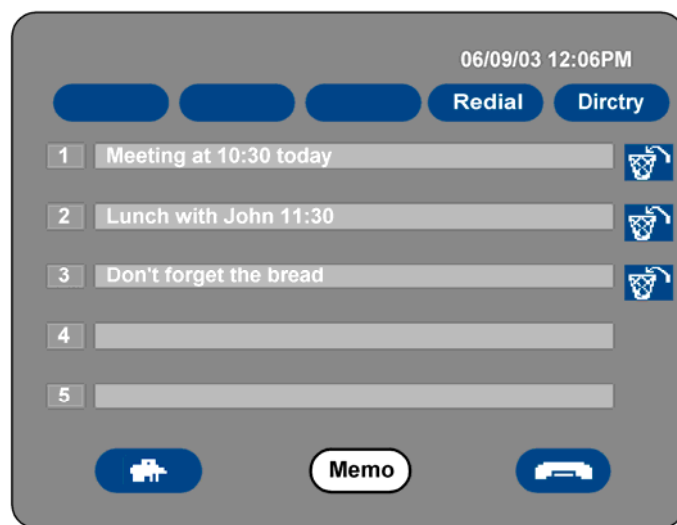 06/09/03 12:06PM
Redial Dirctry
1 Meeting at 10:30 today
2 Lunch with John 11:30
3 Don't forget the bread
4
5
Memo